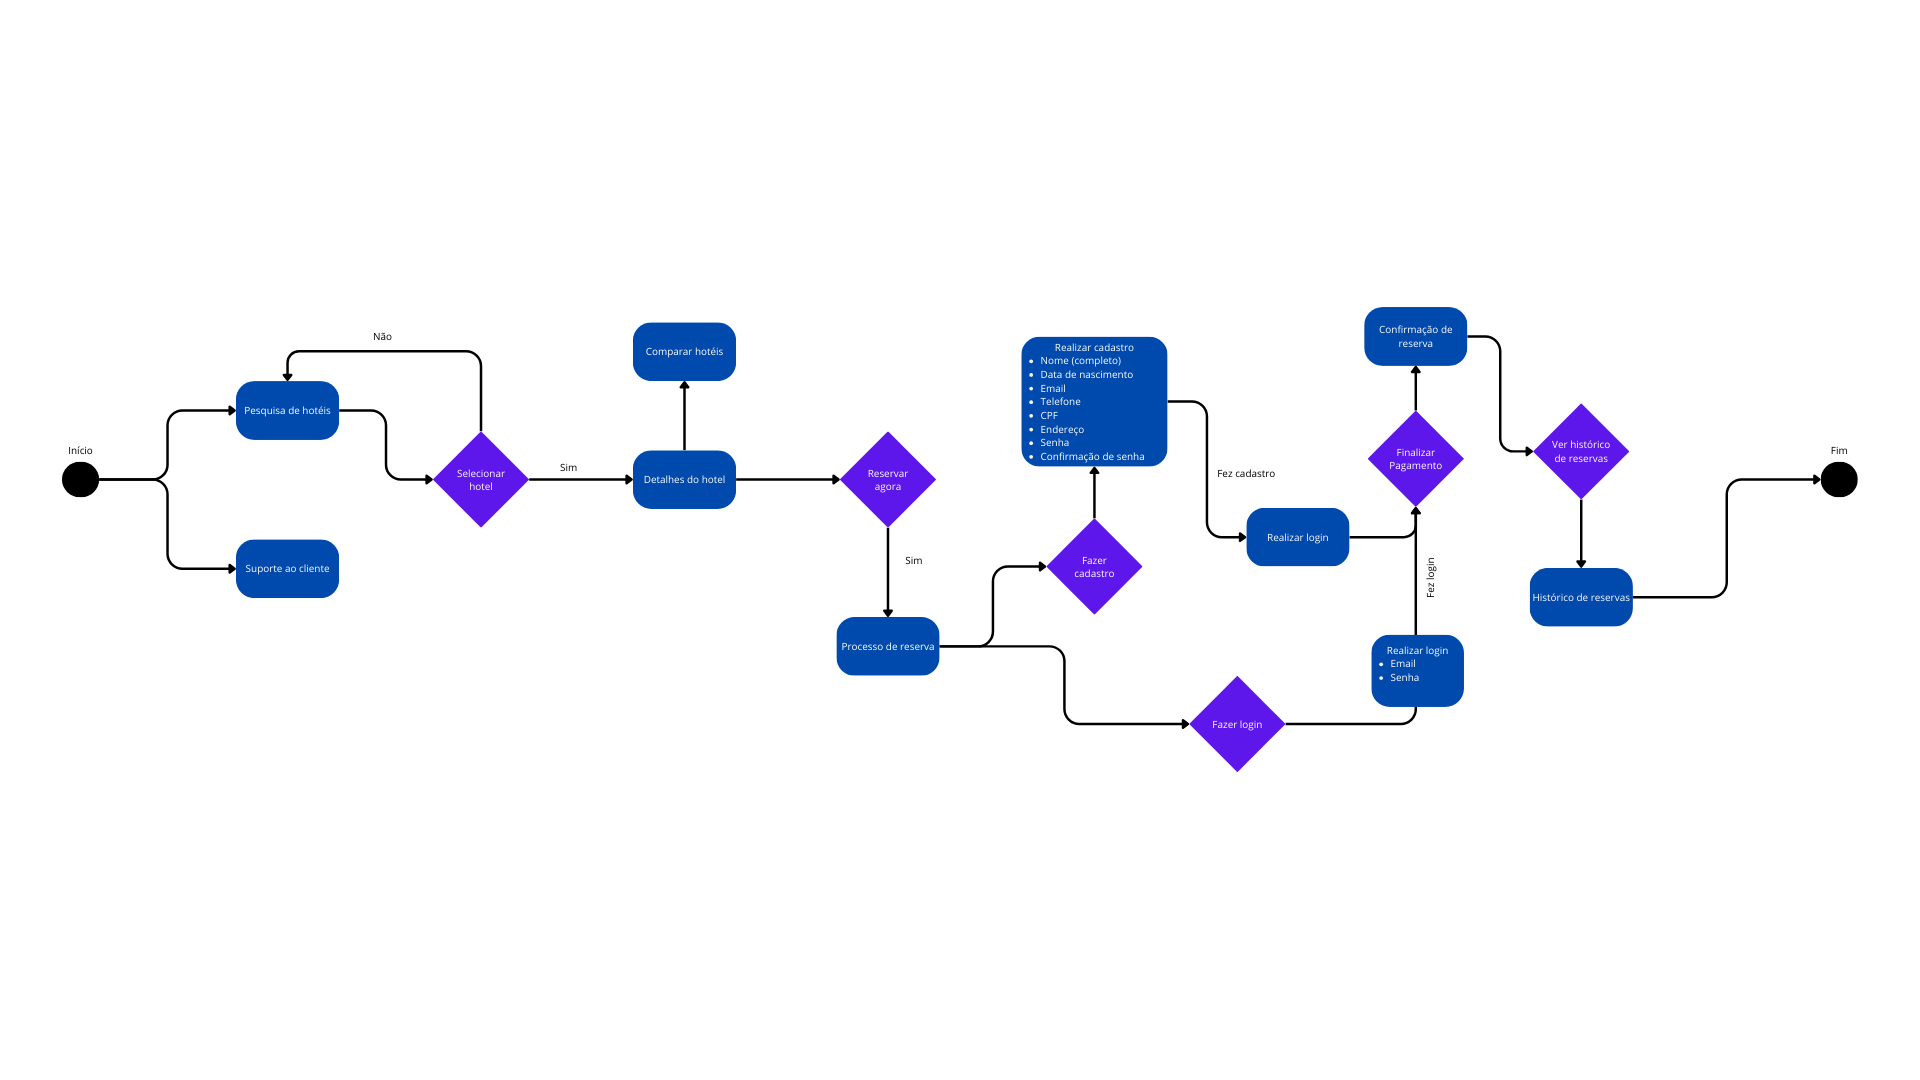 Início
Pesquisa de hotéis
Suporte ao cliente
Não
Selecionar
hotel
Sim
Comparar hotéis
Detalhes do hotel
Reservar
agora
Sim
Processo de reserva
Realizar cadastro
• Nome (completo)
• Data de nascimento
• Email
• Telefone
• CPF
• Endereço
• Senha
• Confirmação de senha
Fazer
cadastro
Fez cadastro
Realizar login
Fazer login
Realizar login
• Email
• Senha
Fez login
Finalizar
Pagamento
Confirmação de
reserva
Ver histórico
de reservas
Histórico de reservas
Fim